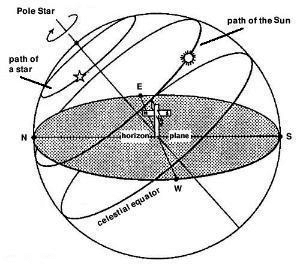 Pole Star
path of the Sun
path of
a star
E
N
horizon plane
S
W
celestial equator